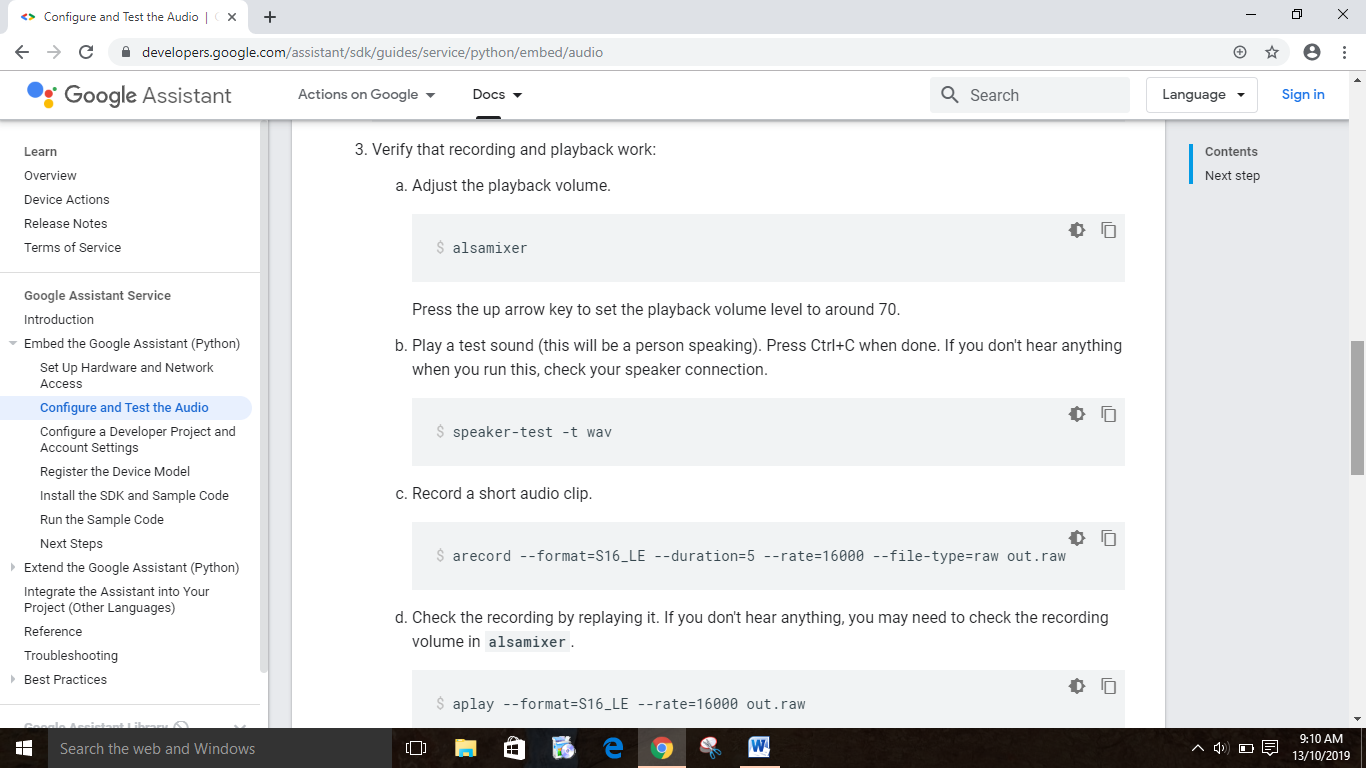 Configure and Test the Audio |
developers.google.com/assistant/sdk/guides/service/python/embed/audio
Google Assistant
Actions on Google
Docs
Search
Language
Sign in
Learn
Overview
Device Actions
Release Notes
Terms of Service
Google Assistant Service
Introduction
Embed the Google Assistant (Python)
Set Up Hardware and Network
Access
Configure and Test the Audio
Configure a Developer Project and
Account Settings
Register the Device Model
Install the SDK and Sample Code
Run the Sample Code
Next Steps
Extend the Google Assistant (Python)
Integrate the Assistant into Your
Project (Other Languages)
Reference
Troubleshooting
Best Practices
Google Assistant Library
3. Verify that recording and playback work:
a. Adjust the playback volume.
$ alsamixer
Press the up arrow key to set the playback volume level to around 70.
b. Play a test sound (this will be a person speaking). Press Ctrl+C when done. If you don't hear anything
when you run this, check your speaker connection.
$ speaker-test -t wav
c. Record a short audio clip.
$ arecord --format=S16_LE --duration=5 --rate=16000 --file-type=raw out.raw
d. Check the recording by replaying it. If you don't hear anything, you may need to check the recording
volume in alsamixer .
$ aplay --format=S16_LE --rate=16000 out.raw
Contents
Next step
Search the web and Windows
9:10 AM
13/10/2019